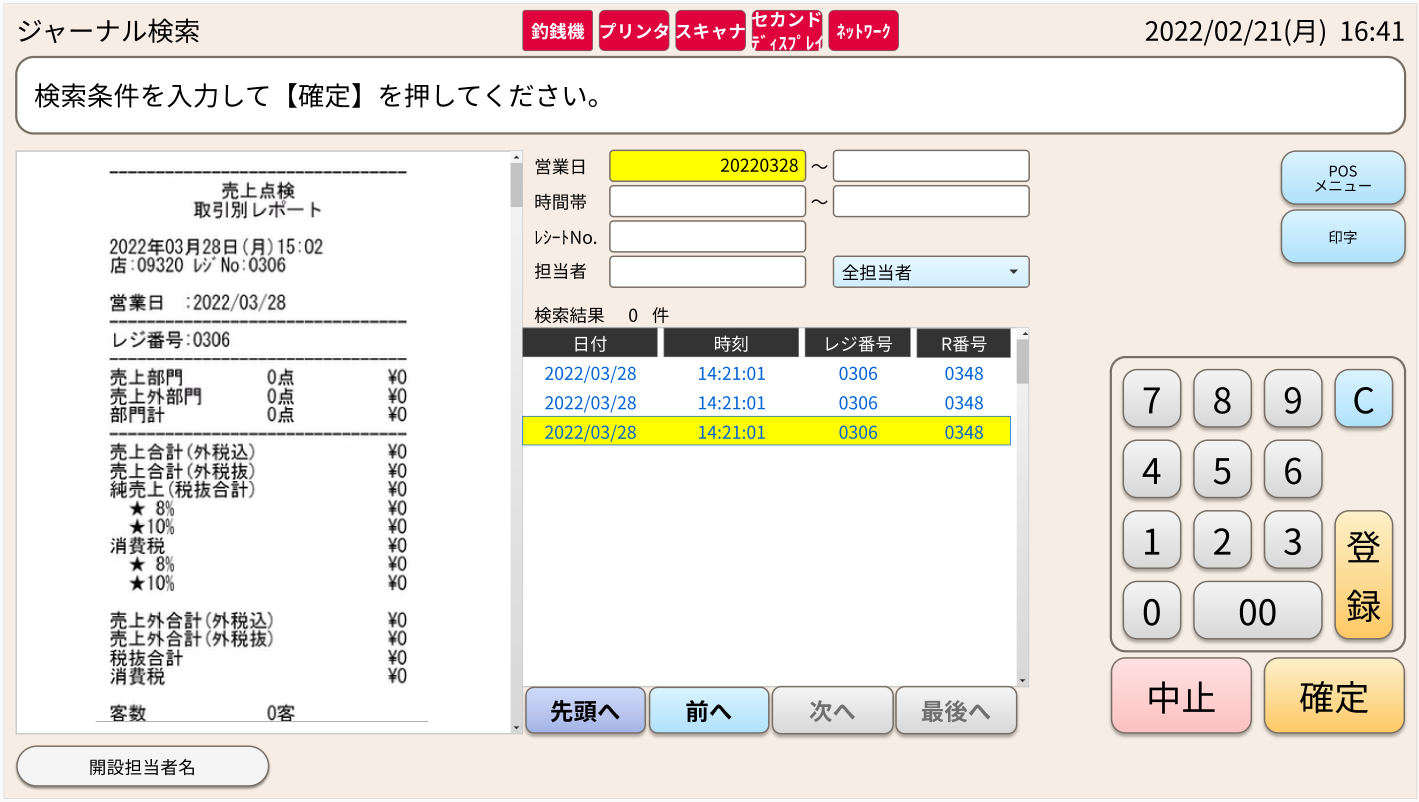 ジャーナル検索
釣銭機
プリンタ
スキャナ
セカンド
ﾃﾞｨｽﾌﾟﾚｲ
ﾈｯﾄﾜｰｸ
2022/02/21(月) 16:41
検索条件を入力して【確定】を押してください。
売上点検
取引別レポート
2022年03月28日(月)15:02
店:09320 ﾚｼﾞNo:0306
営業日 :2022/03/28
レジ番号:0306
売上部門 0点 ¥0
売上外部門 0点 ¥0
部門計 0点 ¥0
売上合計(外税込) ¥0
売上合計(外税抜) ¥0
純売上(税抜合計) ¥0
★ 8% ¥0
★10% ¥0
消費税 ¥0
★ 8% ¥0
★10% ¥0
売上外合計(外税込) ¥0
売上外合計(外税抜) ¥0
税抜合計 ¥0
消費税 ¥0
客数 0客
営業日 20220328 ～
時間帯 ～
ﾚｼｰﾄNo.
担当者 全担当者
検索結果 0 件
日付 時刻 レジ番号 R番号
2022/03/28 14:21:01 0306 0348
2022/03/28 14:21:01 0306 0348
2022/03/28 14:21:01 0306 0348
先頭へ 前へ 次へ 最後へ
POS
メニュー
印字
7 8 9 C
4 5 6
1 2 3
登
録
0 00
中止 確定
開設担当者名